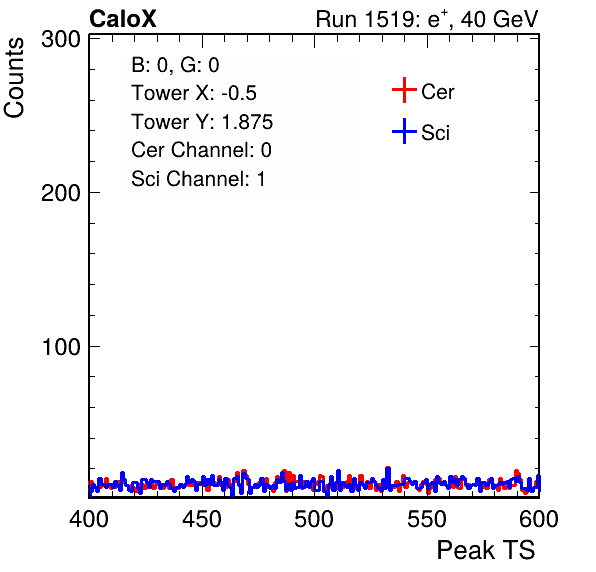 CaloX Run 1519: e⁺, 40 GeV
Counts
300
200
100
B: 0, G: 0
Tower X: -0.5
Tower Y: 1.875
Cer Channel: 0
Sci Channel: 1
Cer
Sci
400 450 500 550 600
Peak TS